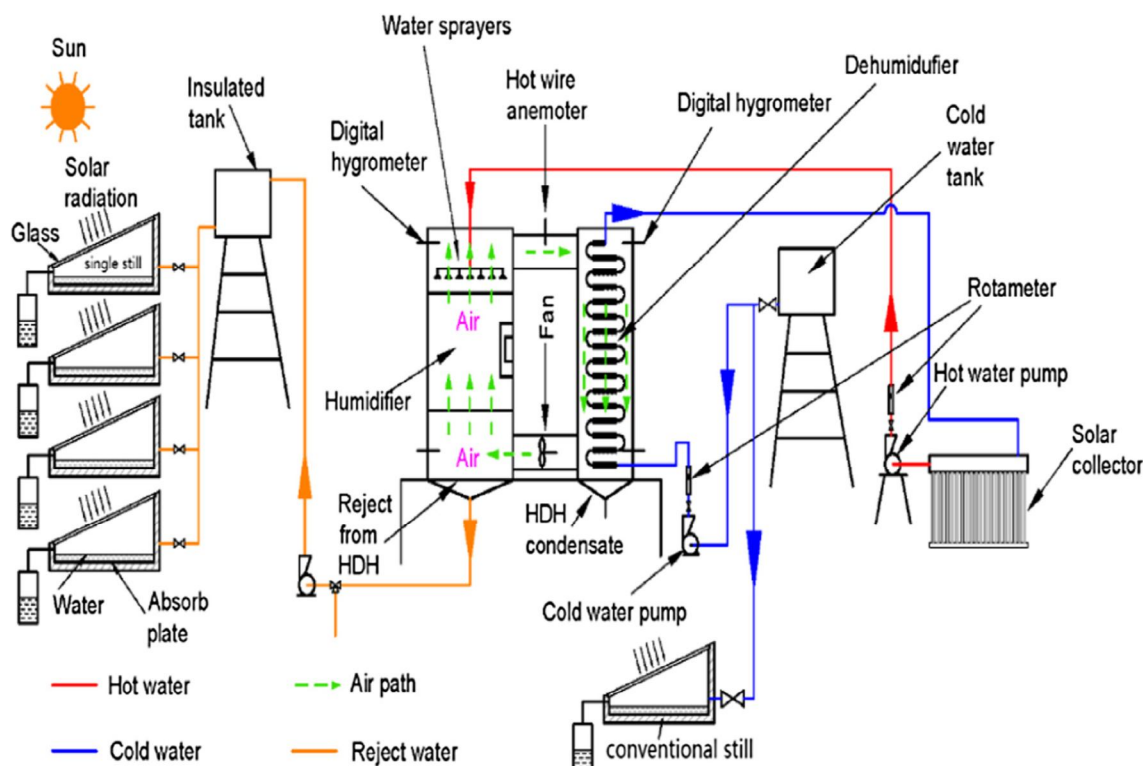 Sun
Solar
radiation
Glass
single still
Insulated
tank
Digital
hygrometer
Water sprayers
Hot wire
anemoter
Digital hygrometer
Dehumidufier
Cold
water
tank
Air
Fan
Humidifier
Air
Rotameter
Hot water pump
Solar
collector
Reject
from
HDH
HDH
condensate
Cold water pump
Water
Absorb
plate
conventional still
Hot water
Air path
Cold water
Reject water